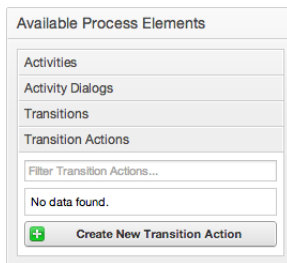 Available Process Elements
Activities
Activity Dialogs
Transitions
Transition Actions
Filter Transition Actions...
No data found.
Create New Transition Action